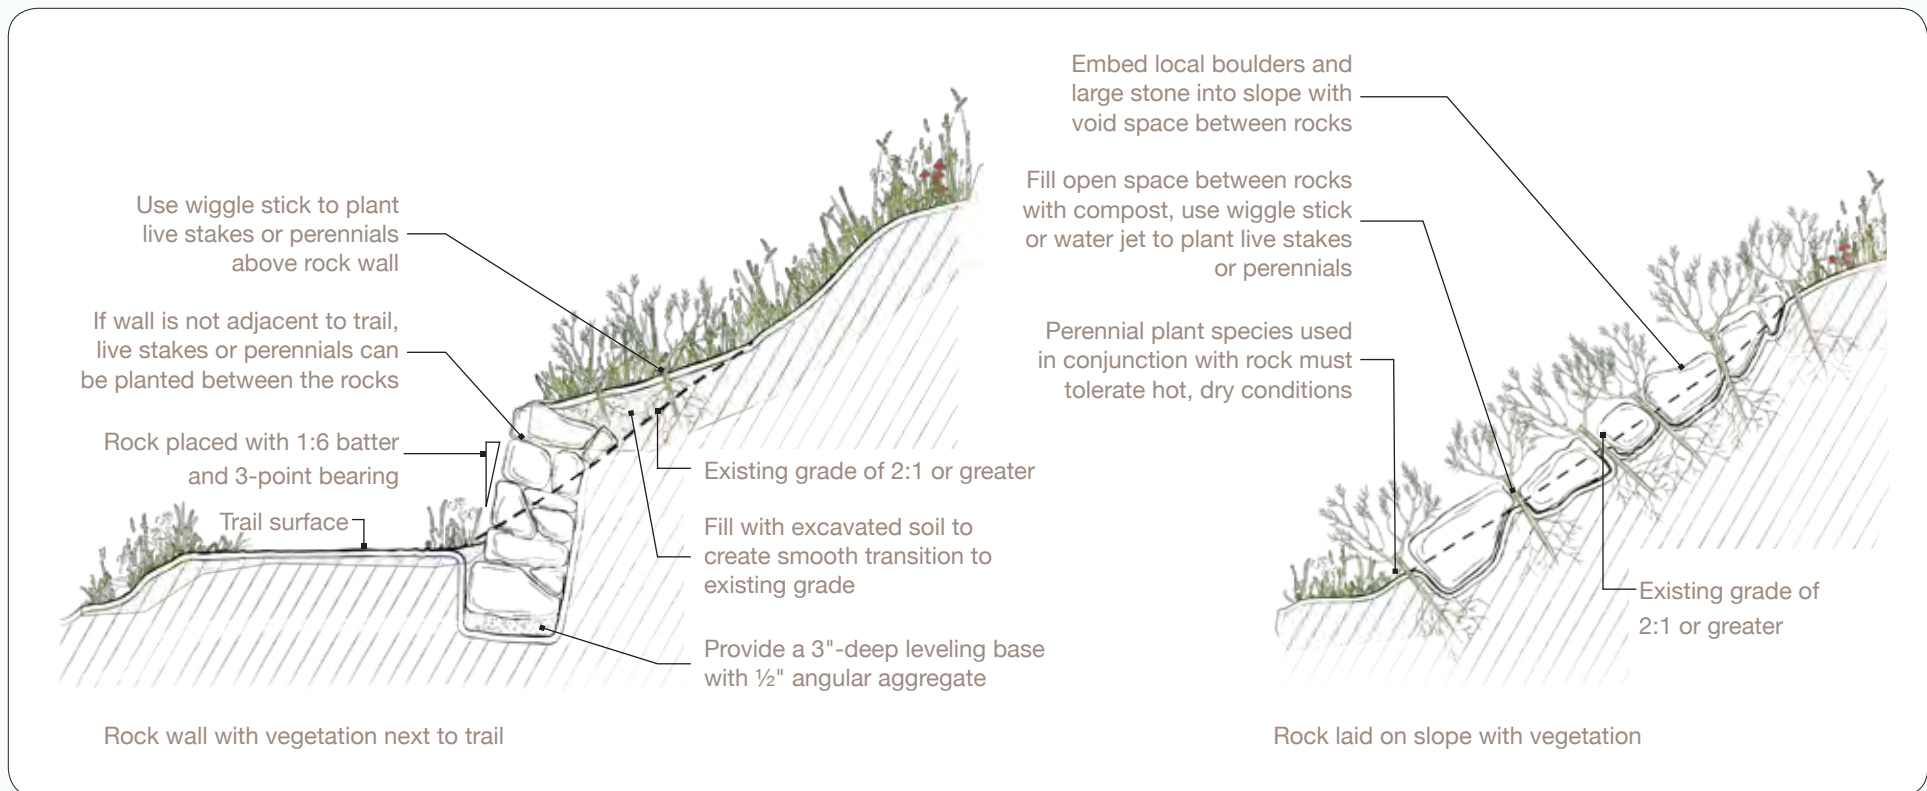 Use wiggle stick to plant
live stakes or perennials
above rock wall
If wall is not adjacent to trail,
live stakes or perennials can
be planted between the rocks
Rock placed with 1:6 batter
and 3-point bearing
Trail surface
Existing grade of 2:1 or greater
Fill with excavated soil to
create smooth transition to
existing grade
Provide a 3"-deep leveling base
with ½" angular aggregate
Rock wall with vegetation next to trail
Embed local boulders and
large stone into slope with
void space between rocks
Fill open space between rocks
with compost, use wiggle stick
or water jet to plant live stakes
or perennials
Perennial plant species used
in conjunction with rock must
tolerate hot, dry conditions
Existing grade of
2:1 or greater
Rock laid on slope with vegetation